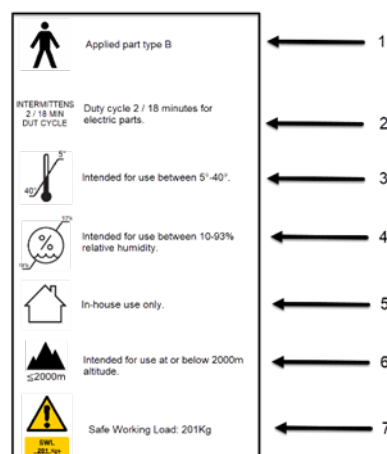 Applied part type B
1
INTERMITTENS
2 / 18 MIN
DUT CYCLE
Duty cycle 2 / 18 minutes for
electric parts.
2
5°
40°
Intended for use between 5°-40°.
3
93%
%
10%
Intended for use between 10-93%
relative humidity.
4
In-house use only.
5
≤2000m
Intended for use at or below 2000m
altitude.
6
SWL
201 kgs
Safe Working Load: 201Kg
7